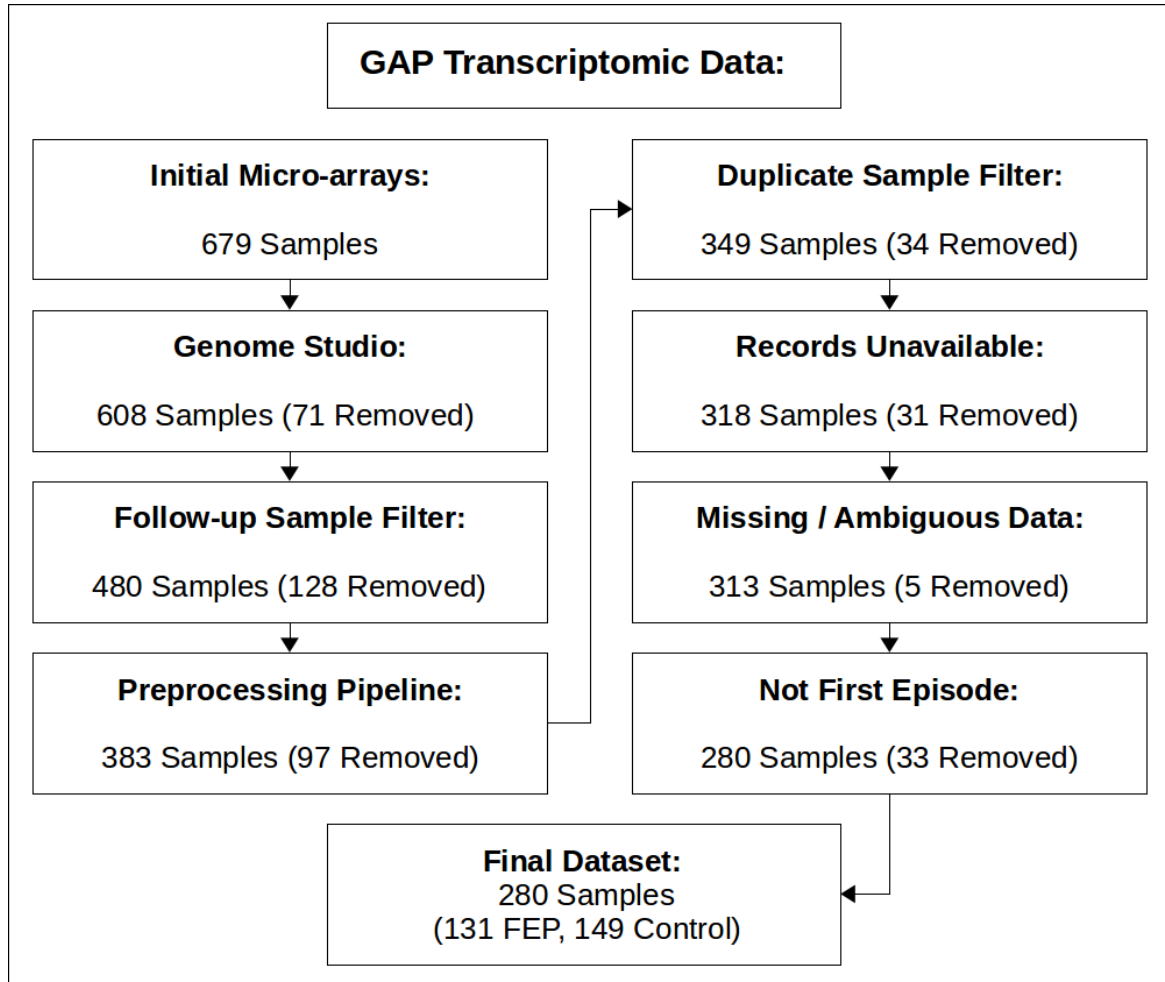 GAP Transcriptomic Data:
Initial Micro-arrays:
679 Samples
Genome Studio:
608 Samples (71 Removed)
Follow-up Sample Filter:
480 Samples (128 Removed)
Preprocessing Pipeline:
383 Samples (97 Removed)
Duplicate Sample Filter:
349 Samples (34 Removed)
Records Unavailable:
318 Samples (31 Removed)
Missing / Ambiguous Data:
313 Samples (5 Removed)
Not First Episode:
280 Samples (33 Removed)
Final Dataset:
280 Samples
(131 FEP, 149 Control)